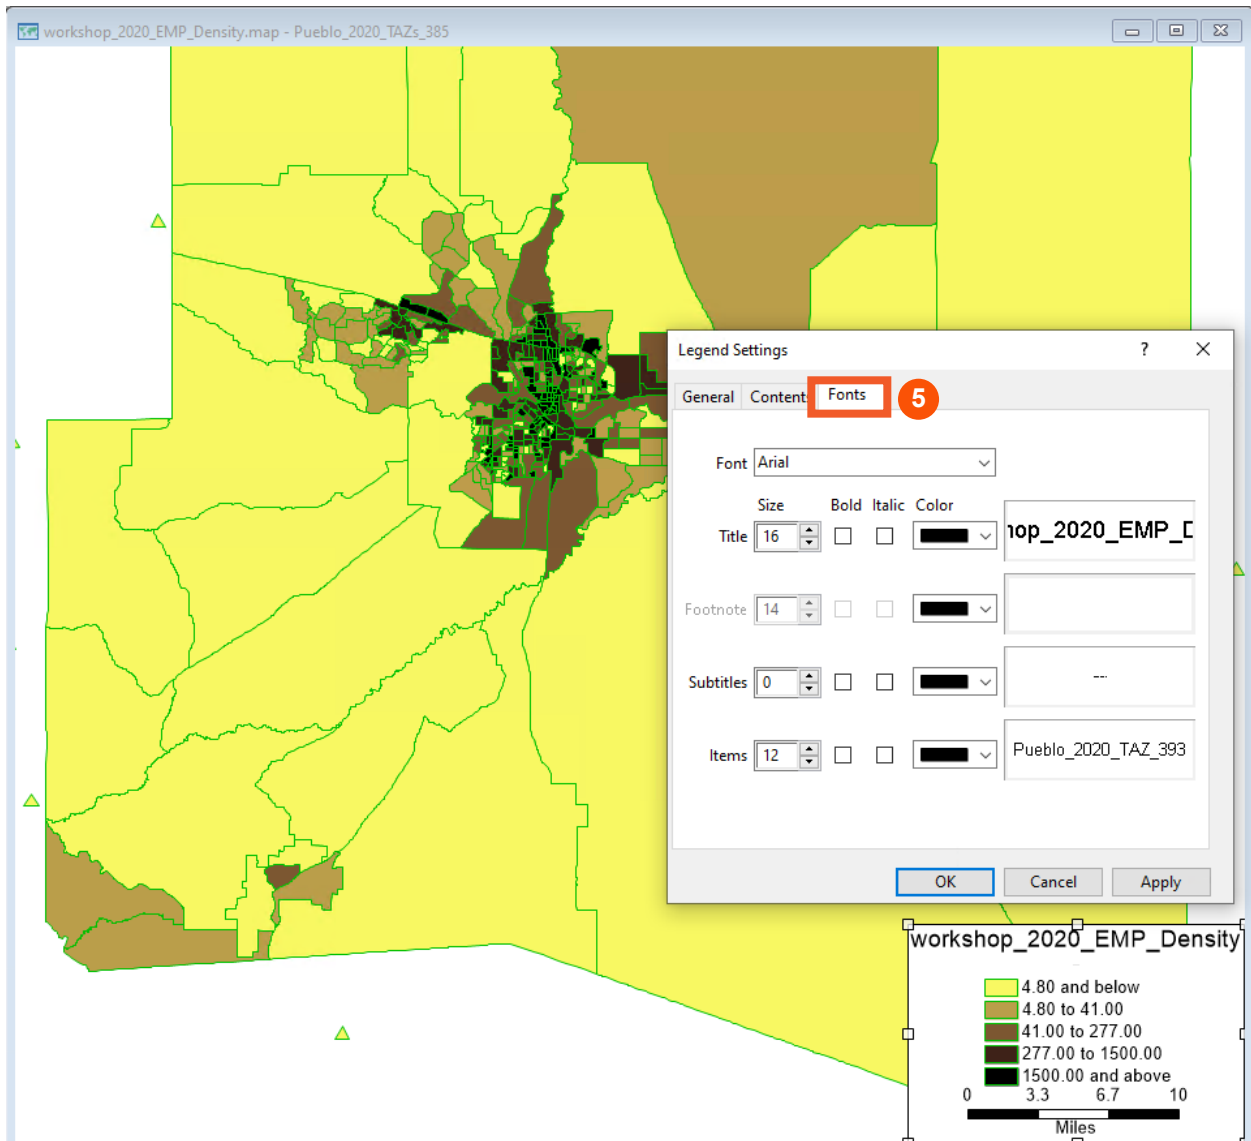 workshop_2020_EMP_Density.map - Pueblo_2020_TAZs_385
Legend Settings
?
General Contents Fonts 5
Font Arial
Size Bold Italic Color
Title 16 hop_2020_EMP_D
Footnote 14
Subtitles 0 ---
Items 12 Pueblo_2020_TAZ_393
OK Cancel Apply
workshop_2020_EMP_Density
4.80 and below
4.80 to 41.00
41.00 to 277.00
277.00 to 1500.00
1500.00 and above
0 3.3 6.7 10
Miles